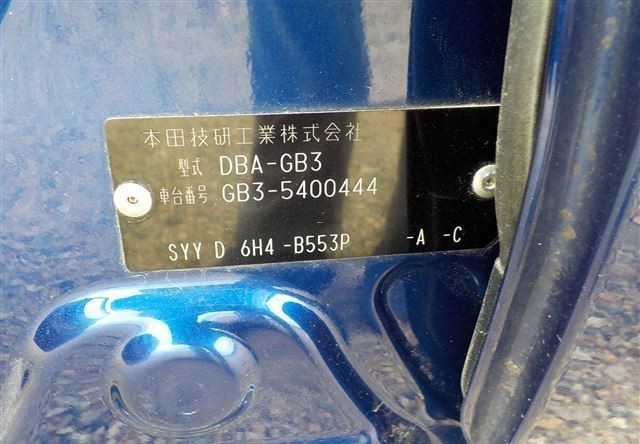 本田技研工業株式会社
型式 DBA-GB3
車台番号 GB3-5400444
SYY D 6H4 -B553P -A -C